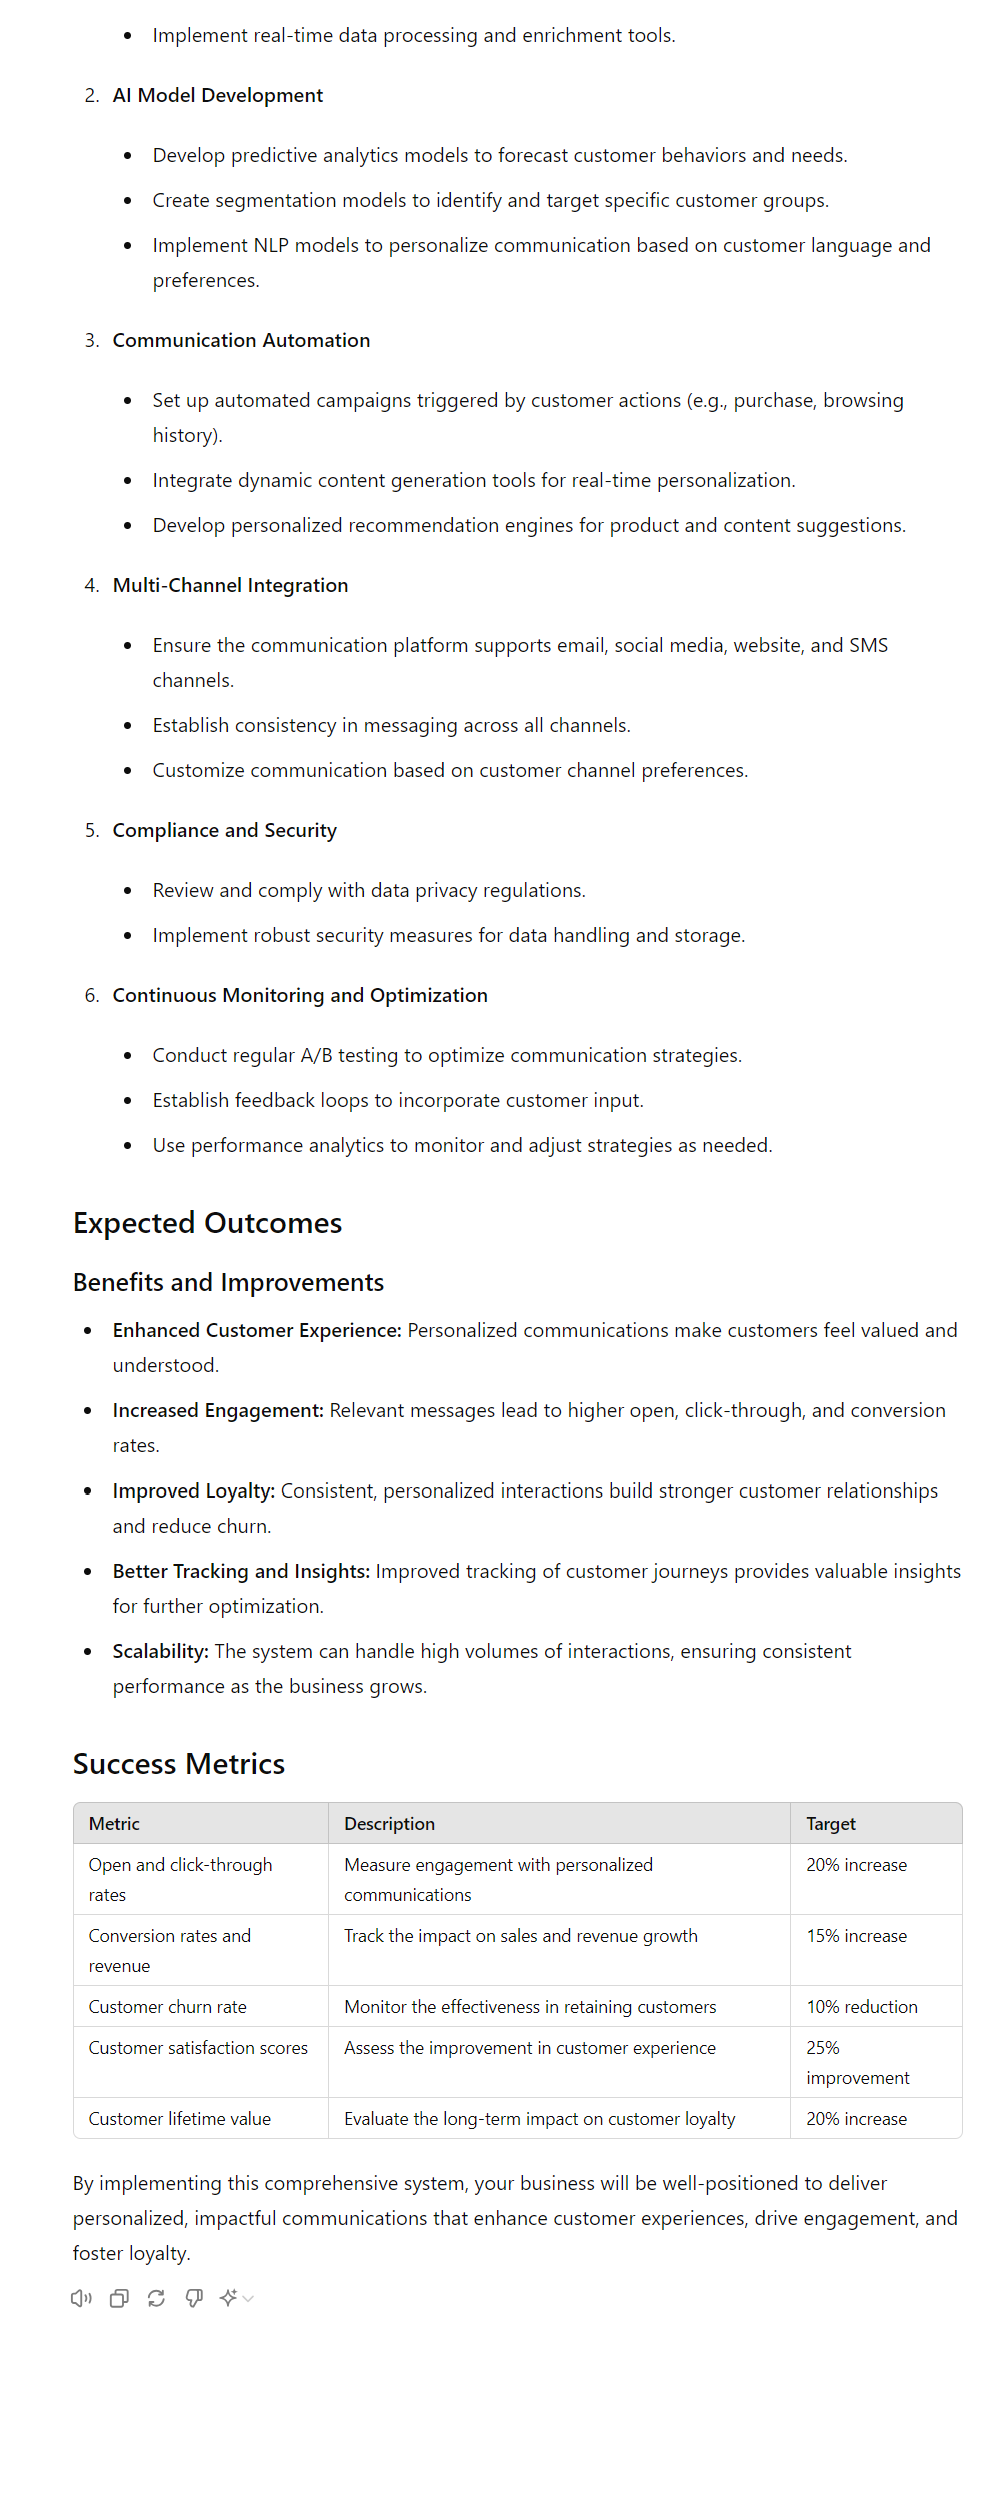 • Implement real-time data processing and enrichment tools.
2. AI Model Development
• Develop predictive analytics models to forecast customer behaviors and needs.
• Create segmentation models to identify and target specific customer groups.
• Implement NLP models to personalize communication based on customer language and
preferences.
3. Communication Automation
• Set up automated campaigns triggered by customer actions (e.g., purchase, browsing
history).
• Integrate dynamic content generation tools for real-time personalization.
• Develop personalized recommendation engines for product and content suggestions.
4. Multi-Channel Integration
• Ensure the communication platform supports email, social media, website, and SMS
channels.
• Establish consistency in messaging across all channels.
• Customize communication based on customer channel preferences.
5. Compliance and Security
• Review and comply with data privacy regulations.
• Implement robust security measures for data handling and storage.
6. Continuous Monitoring and Optimization
• Conduct regular A/B testing to optimize communication strategies.
• Establish feedback loops to incorporate customer input.
• Use performance analytics to monitor and adjust strategies as needed.
Expected Outcomes
Benefits and Improvements
• Enhanced Customer Experience: Personalized communications make customers feel valued and
understood.
• Increased Engagement: Relevant messages lead to higher open, click-through, and conversion
rates.
• Improved Loyalty: Consistent, personalized interactions build stronger customer relationships
and reduce churn.
• Better Tracking and Insights: Improved tracking of customer journeys provides valuable insights
for further optimization.
• Scalability: The system can handle high volumes of interactions, ensuring consistent
performance as the business grows.
Success Metrics
Metric Description Target
Open and click-through Measure engagement with personalized 20% increase
rates communications
Conversion rates and Track the impact on sales and revenue growth 15% increase
revenue
Customer churn rate Monitor the effectiveness in retaining customers 10% reduction
Customer satisfaction scores Assess the improvement in customer experience 25%
improvement
Customer lifetime value Evaluate the long-term impact on customer loyalty 20% increase
By implementing this comprehensive system, your business will be well-positioned to deliver
personalized, impactful communications that enhance customer experiences, drive engagement, and
foster loyalty.